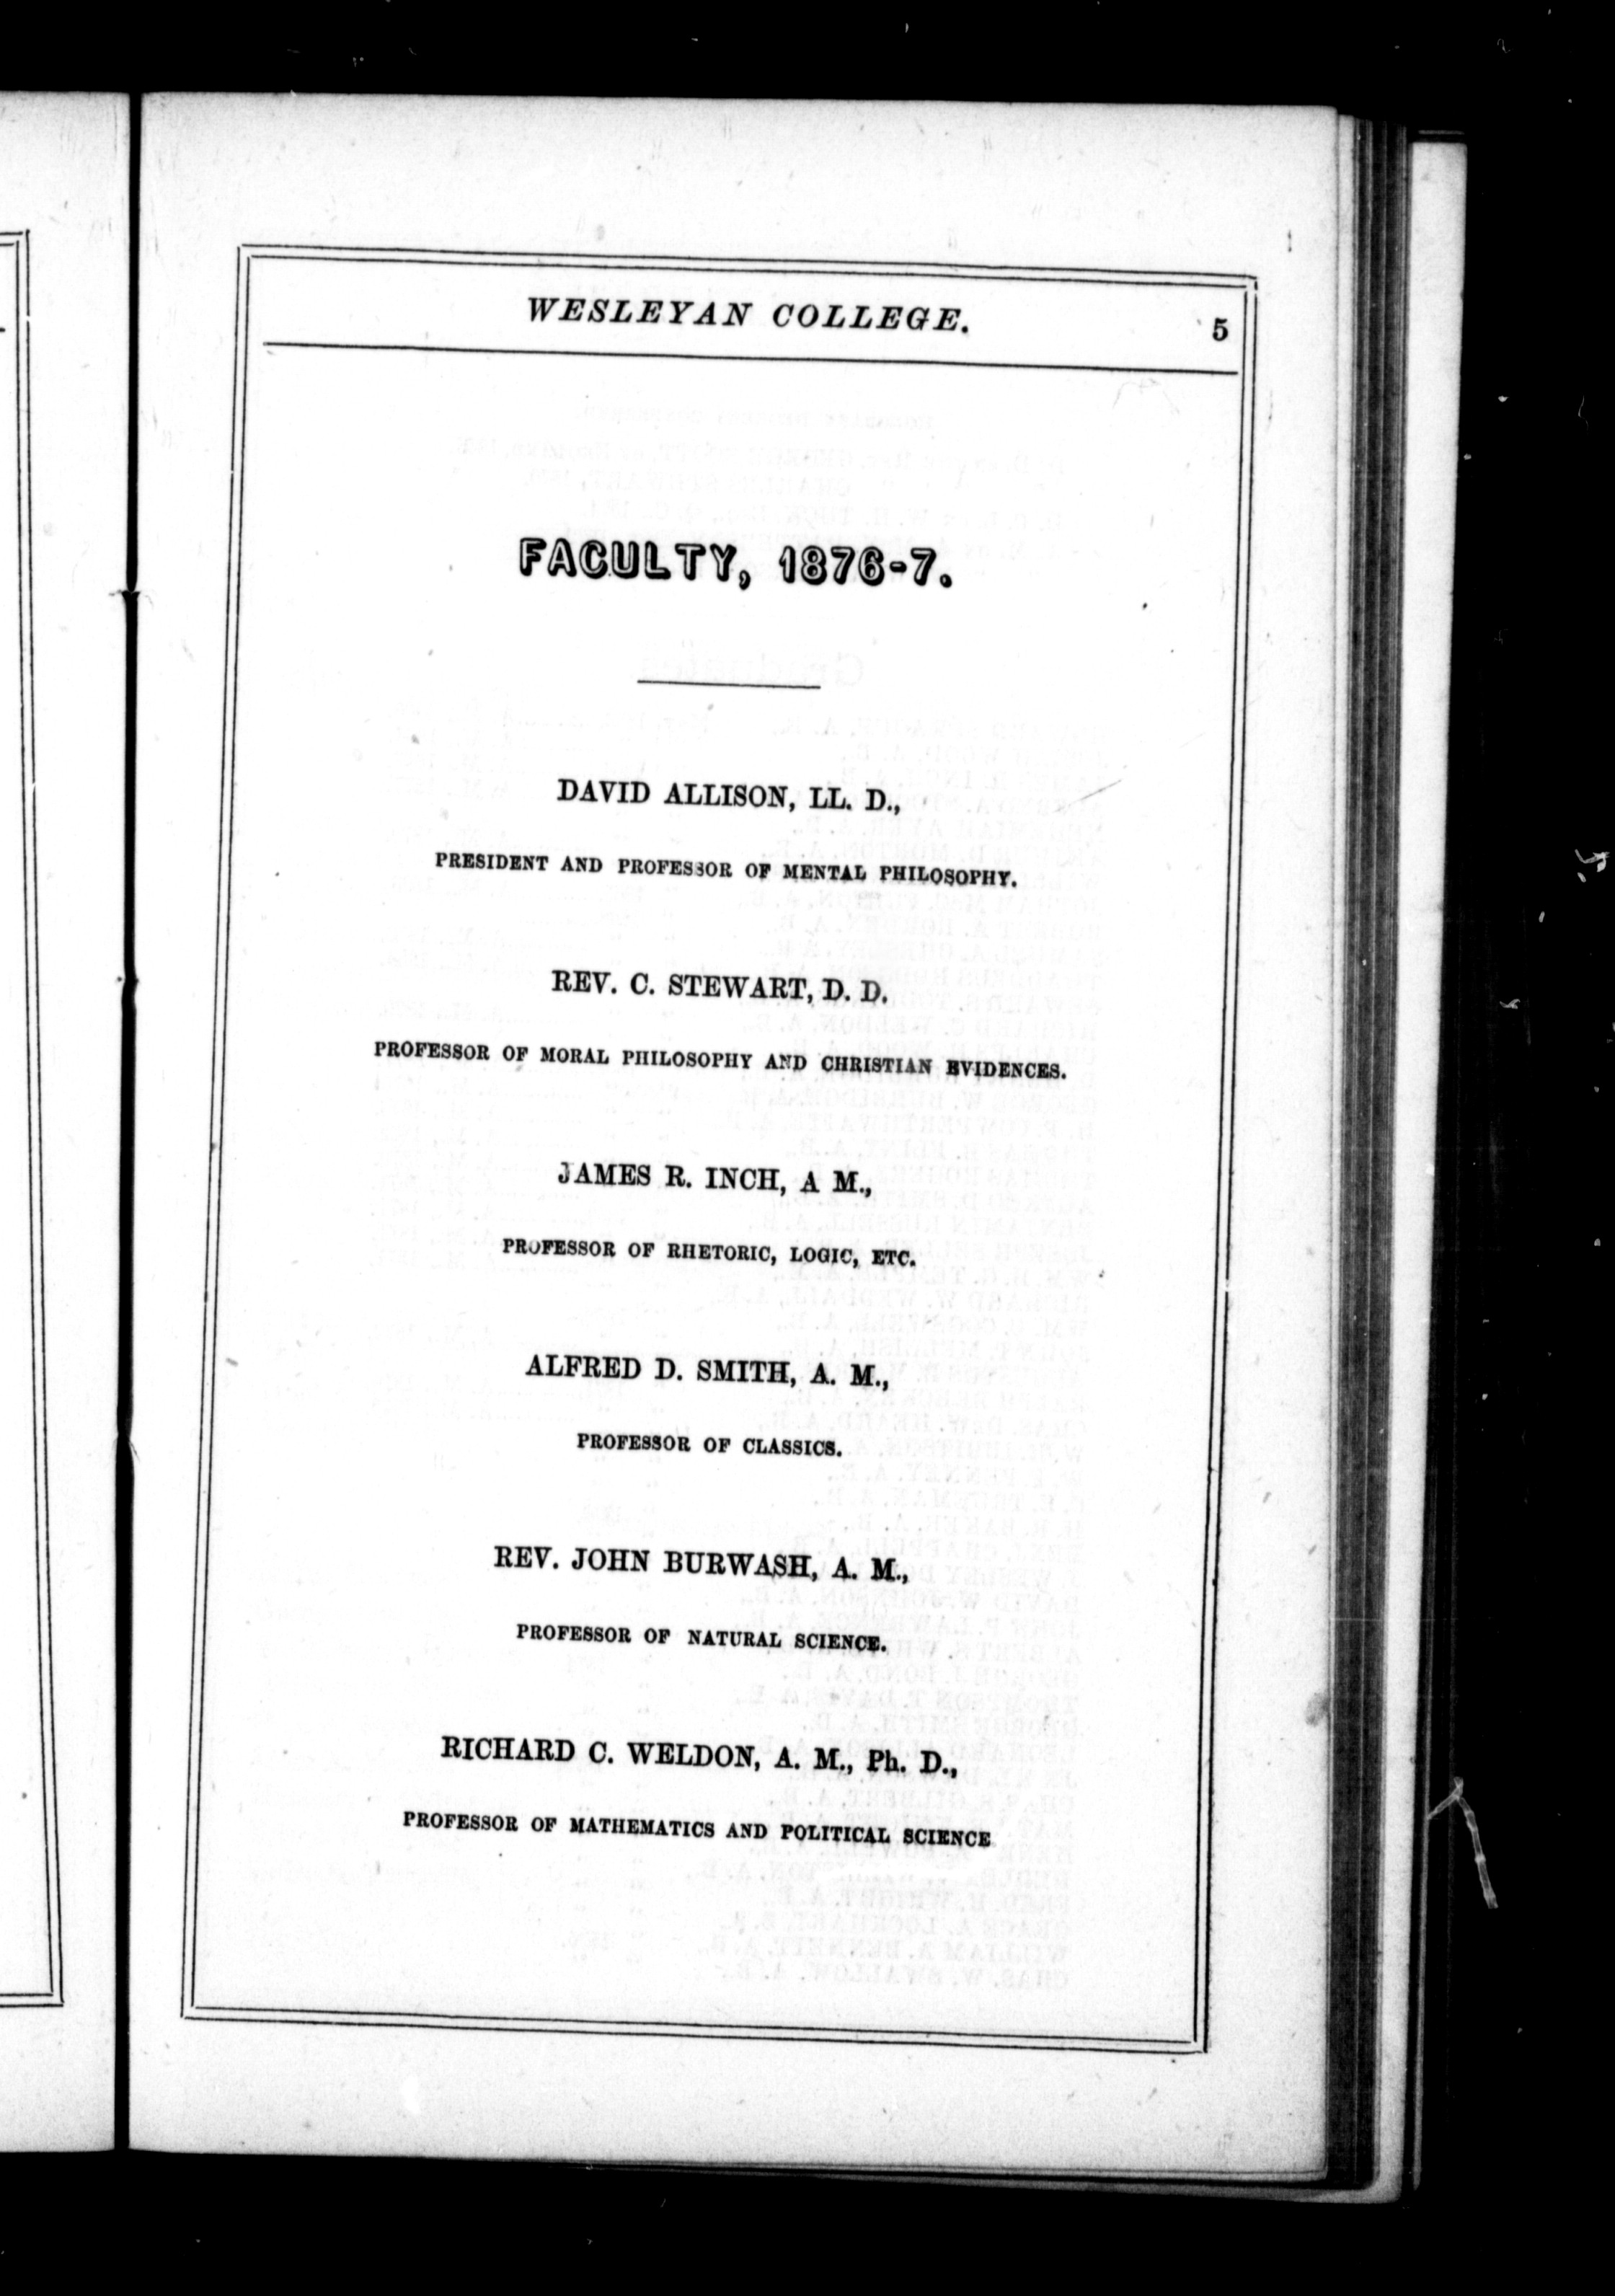 WESLEYAN COLLEGE. 5
FACULTY, 1876-7.
DAVID ALLISON, LL. D.,
PRESIDENT AND PROFESSOR OF MENTAL PHILOSOPHY.
REV. C. STEWART, D. D.
PROFESSOR OF MORAL PHILOSOPHY AND CHRISTIAN EVIDENCES.
JAMES R. INCH, A M.,
PROFESSOR OF RHETORIC, LOGIC, ETC.
ALFRED D. SMITH, A. M.,
PROFESSOR OF CLASSICS.
REV. JOHN BURWASH, A. M.,
PROFESSOR OF NATURAL SCIENCE.
RICHARD C. WELDON, A. M., Ph. D.,
PROFESSOR OF MATHEMATICS AND POLITICAL SCIENCE